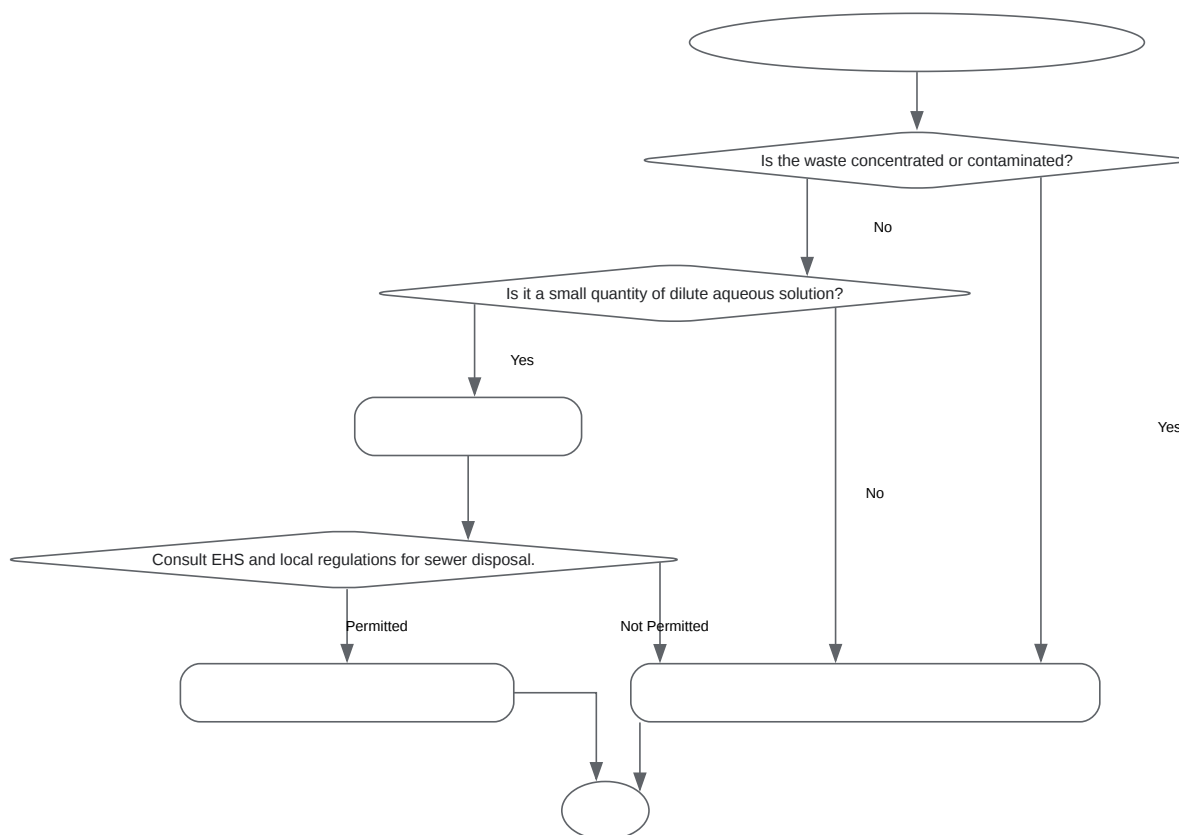 Is the waste concentrated or contaminated?
No
Is it a small quantity of dilute aqueous solution?
Yes
Yes
No
Consult EHS and local regulations for sewer disposal.
Permitted
Not Permitted